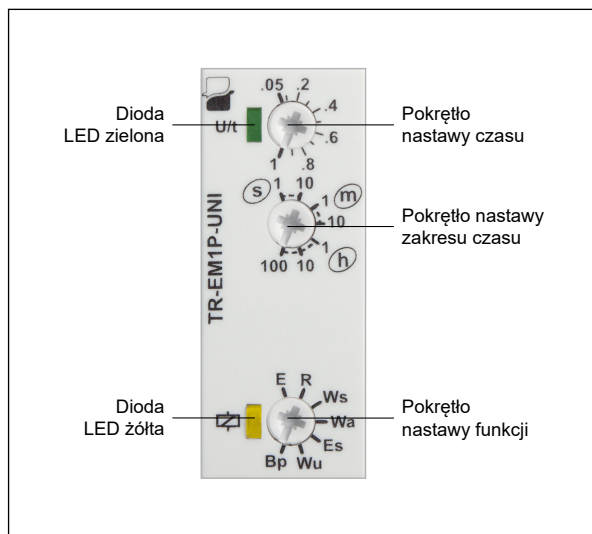 Dioda
LED zielona
U/t
.05 .2
.4
.6
.8
1
Pokrętło
nastawy czasu
TR-EM1P-UNI
s 1 10
1 m
10
1 h
100 10
Pokrętło nastawy
zakresu czasu
Dioda
LED żółta
E R
Ws
Wa
Es
Bp Wu
Pokrętło
nastawy funkcji